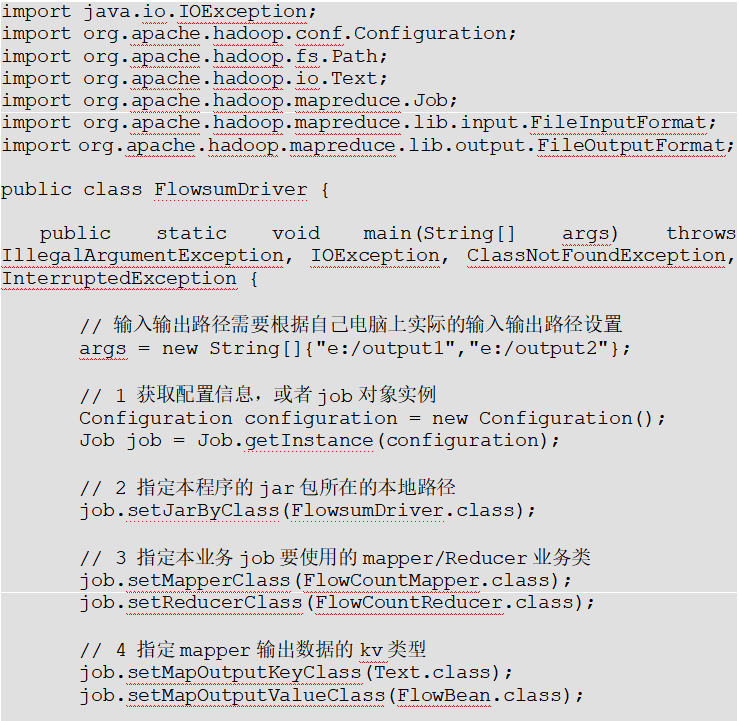 import java.io.IOException;
import org.apache.hadoop.conf.Configuration;
import org.apache.hadoop.fs.Path;
import org.apache.hadoop.io.Text;
import org.apache.hadoop.mapreduce.Job;
import org.apache.hadoop.mapreduce.lib.input.FileInputFormat;
import org.apache.hadoop.mapreduce.lib.output.FileOutputFormat;
public class FlowsumDriver {
public static void main(String[] args) throws
IllegalArgumentException, IOException, ClassNotFoundException,
InterruptedException {
// 输入输出路径需要根据自己电脑上实际的输入输出路径设置
args = new String[]{"e:/output1","e:/output2"};
// 1 获取配置信息，或者 job 对象实例
Configuration configuration = new Configuration();
Job job = Job.getInstance(configuration);
// 2 指定本程序的 jar 包所在的本地路径
job.setJarByClass(FlowsumDriver.class);
// 3 指定本业务 job 要使用的 mapper/Reducer 业务类
job.setMapperClass(FlowCountMapper.class);
job.setReducerClass(FlowCountReducer.class);
// 4 指定 mapper 输出数据的 kv 类型
job.setMapOutputKeyClass(Text.class);
job.setMapOutputValueClass(FlowBean.class);